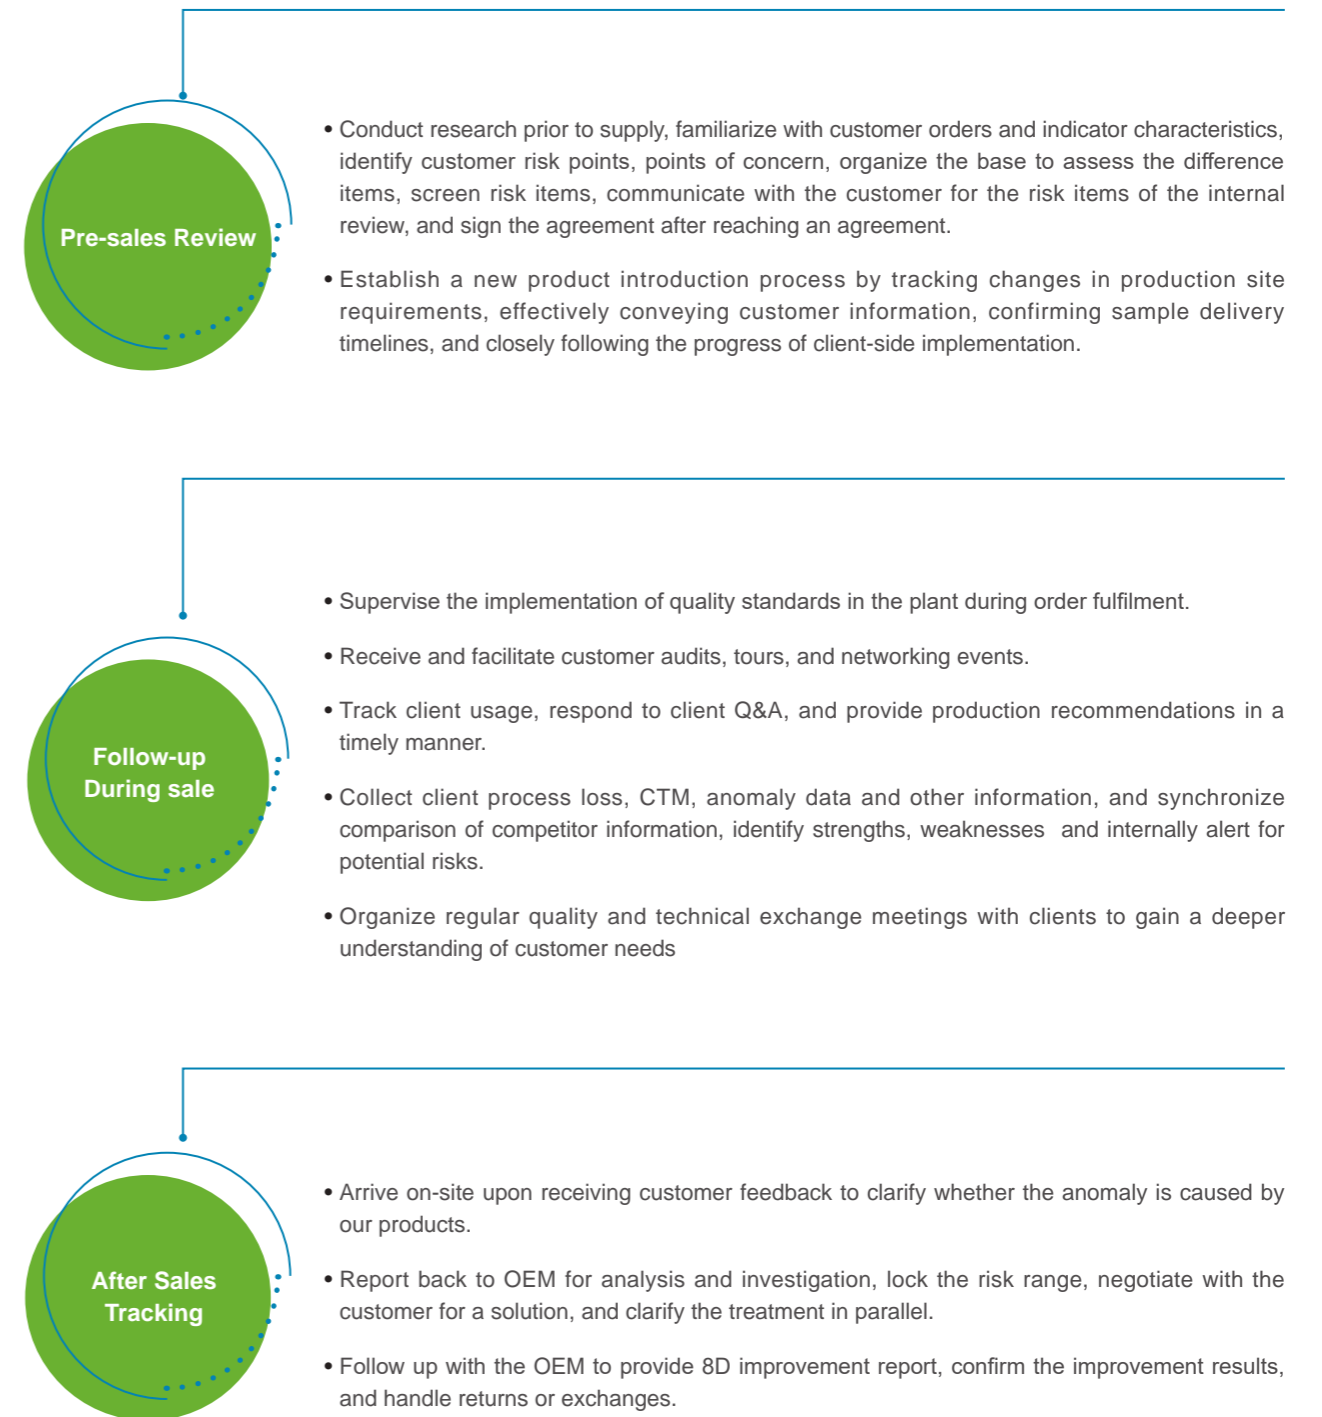 Pre-sales Review
• Conduct research prior to supply, familiarize with customer orders and indicator characteristics,
identify customer risk points, points of concern, organize the base to assess the difference
items, screen risk items, communicate with the customer for the risk items of the internal
review, and sign the agreement after reaching an agreement.
• Establish a new product introduction process by tracking changes in production site
requirements, effectively conveying customer information, confirming sample delivery
timelines, and closely following the progress of client-side implementation.
Follow-up
During sale
• Supervise the implementation of quality standards in the plant during order fulfilment.
• Receive and facilitate customer audits, tours, and networking events.
• Track client usage, respond to client Q&A, and provide production recommendations in a
timely manner.
• Collect client process loss, CTM, anomaly data and other information, and synchronize
comparison of competitor information, identify strengths, weaknesses and internally alert for
potential risks.
• Organize regular quality and technical exchange meetings with clients to gain a deeper
understanding of customer needs
After Sales
Tracking
• Arrive on-site upon receiving customer feedback to clarify whether the anomaly is caused by
our products.
• Report back to OEM for analysis and investigation, lock the risk range, negotiate with the
customer for a solution, and clarify the treatment in parallel.
• Follow up with the OEM to provide 8D improvement report, confirm the improvement results,
and handle returns or exchanges.